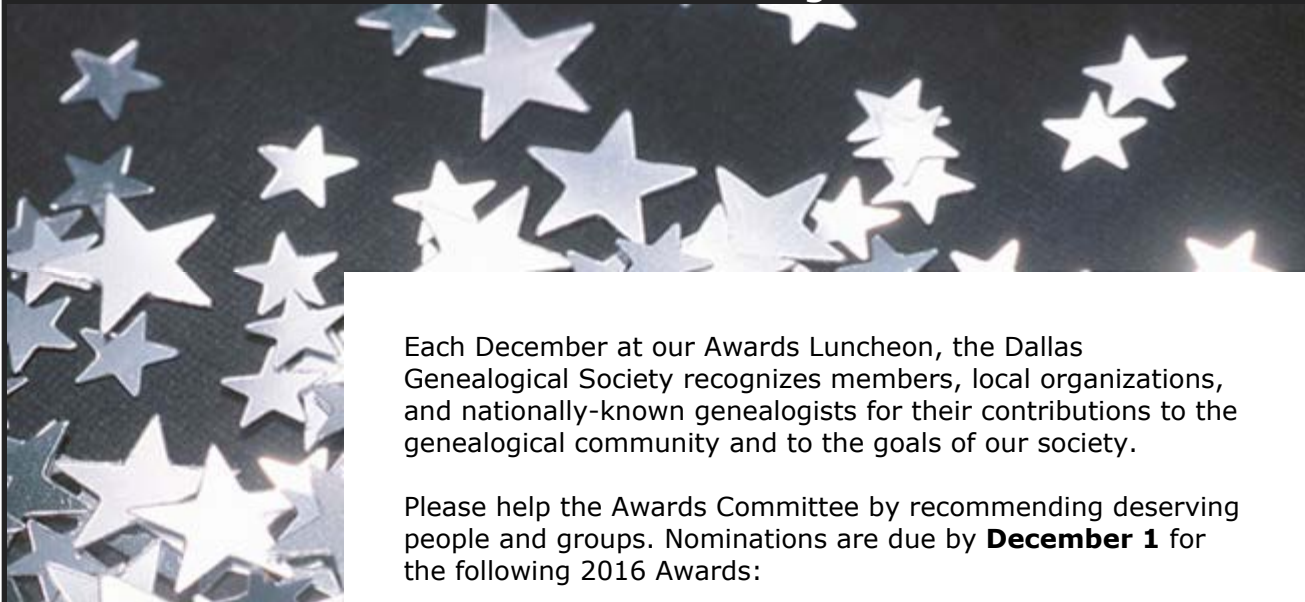 Each December at our Awards Luncheon, the Dallas
Genealogical Society recognizes members, local organizations,
and nationally-known genealogists for their contributions to the
genealogical community and to the goals of our society.
Please help the Awards Committee by recommending deserving
people and groups. Nominations are due by December 1 for
the following 2016 Awards: